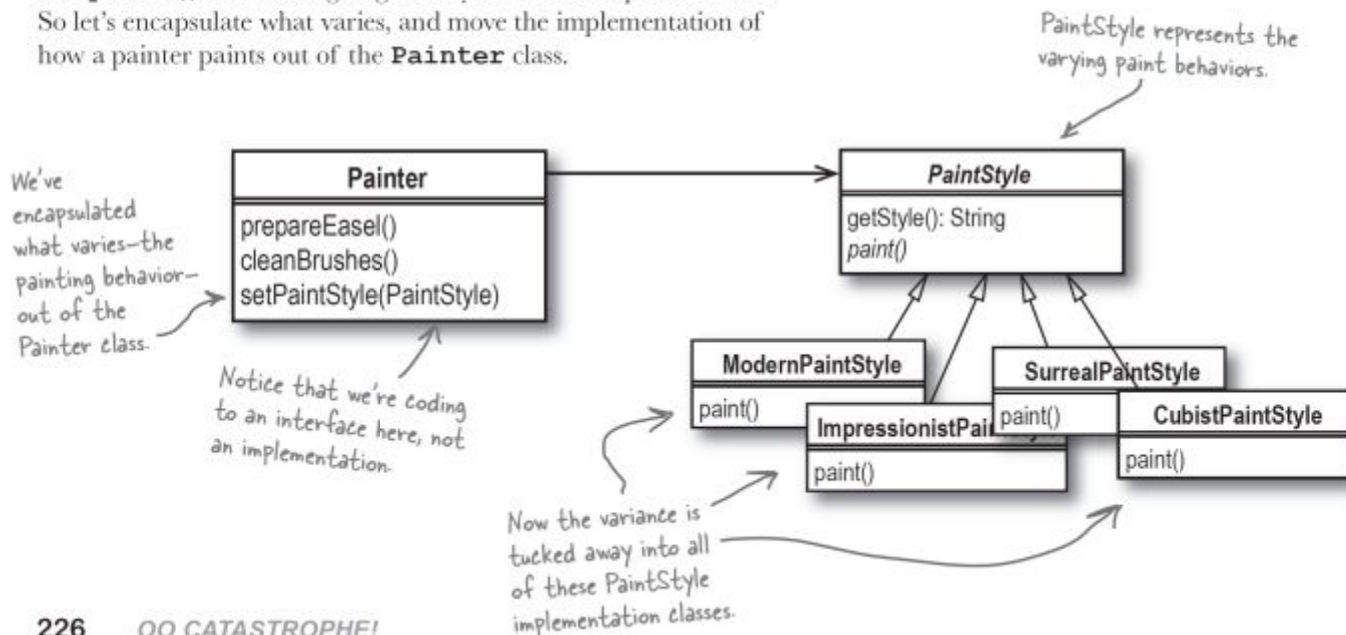 So let's encapsulate what varies, and move the implementation of
how a painter paints out of the Painter class.
PaintStyle represents the
varying paint behaviors.
We've
encapsulated
what varies—the
painting behavior—
out of the
Painter class.
Painter
prepareEasel()
cleanBrushes()
setPaintStyle(PaintStyle)
PaintStyle
getStyle(): String
paint()
Notice that we're coding
to an interface here, not
an implementation.
ModernPaintStyle
paint()
ImpressionistPai
paint()
SurrealPaintStyle
paint()
CubistPaintStyle
paint()
Now the variance is
tucked away into all
of these PaintStyle
implementation classes.
226 OO CATASTROPHE!